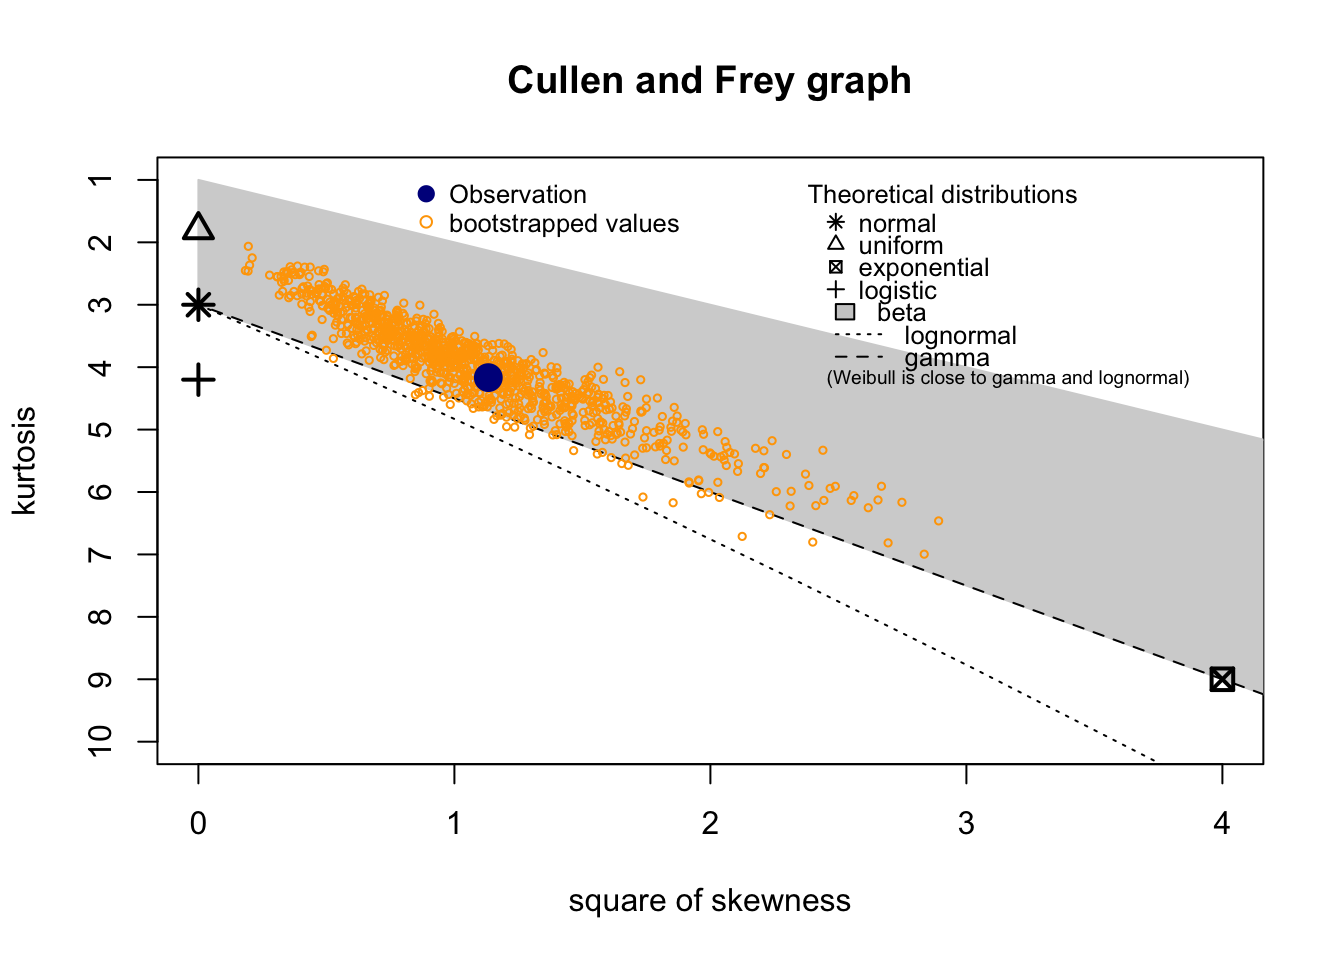 Cullen and Frey graph
Observation
bootstrapped values
Theoretical distributions
normal
uniform
exponential
logistic
beta
lognormal
gamma
(Weibull is close to gamma and lognormal)
kurtosis
1
2
3
4
5
6
7
8
9
10
0 1 2 3 4
square of skewness